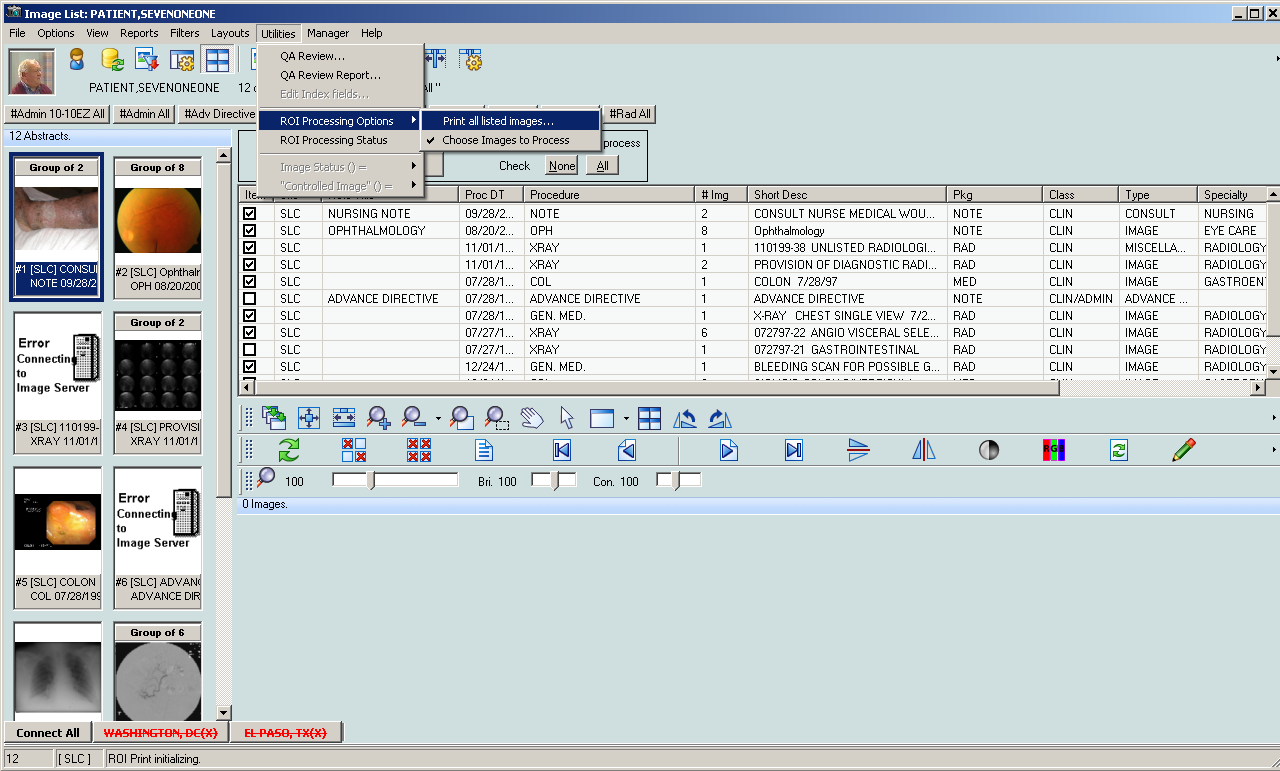 Image List: PATIENT,SEVENONEONE
File Options View Reports Filters Layouts Utilities Manager Help
QA Review...
QA Review Report...
Edit Index fields...
ROI Processing Options
ROI Processing Status
Image Status () =
"Controlled Image" () =
Print all listed images...
Choose Images to Process
PATIENT,SEVENONEONE 12
All ''
#Admin 10-10EZ All #Admin All #Adv Directive #Rad All
12 Abstracts.
process
Check None All
Proc DT Procedure # Img Short Desc Pkg Class Type Specialty
SLC NURSING NOTE 09/28/2... NOTE 2 CONSULT NURSE MEDICAL WOU... NOTE CLIN CONSULT NURSING
SLC OPHTHALMOLOGY 08/20/2... OPH 8 Ophthalmology NOTE CLIN IMAGE EYE CARE
SLC 11/01/1... XRAY 1 110199-38 UNLISTED RADIOLOGI... RAD CLIN MISCELLA... RADIOLOGY
SLC 11/01/1... XRAY 2 PROVISION OF DIAGNOSTIC RADI... RAD CLIN IMAGE RADIOLOGY
SLC 07/28/1... COL 1 COLON 7/28/97 MED CLIN IMAGE GASTROEN
SLC ADVANCE DIRECTIVE 07/28/1... ADVANCE DIRECTIVE 1 ADVANCE DIRECTIVE NOTE CLIN/ADMIN ADVANCE ...
SLC 07/28/1... GEN. MED. 1 X-RAY CHEST SINGLE VIEW 7/2... RAD CLIN IMAGE RADIOLOGY
SLC 07/27/1... XRAY 6 072797-22 ANGIO VISCERAL SELE... RAD CLIN IMAGE RADIOLOGY
SLC 07/27/1... XRAY 1 072797-21 GASTROINTESTINAL RAD CLIN IMAGE RADIOLOGY
SLC 12/24/1... GEN. MED. 1 BLEEDING SCAN FOR POSSIBLE G... RAD CLIN IMAGE RADIOLOGY
Group of 2
#1 [SLC] CONSUL
NOTE 09/28/2
Group of 8
#2 [SLC] Ophthalm
OPH 08/20/200
Error
Connecting
to
Image Server
#3 [SLC] 110199-
XRAY 11/01/1
Group of 2
#4 [SLC] PROVISI
XRAY 11/01/1
#5 [SLC] COLON
COL 07/28/199
Error
Connecting
to
Image Server
#6 [SLC] ADVANC
ADVANCE DIR
Group of 6
RGB
100 Bri. 100 Con. 100
0 Images.
Connect All WASHINGTON, DC(X) EL PASO, TX(X)
12 [ SLC ] ROI Print initializing.